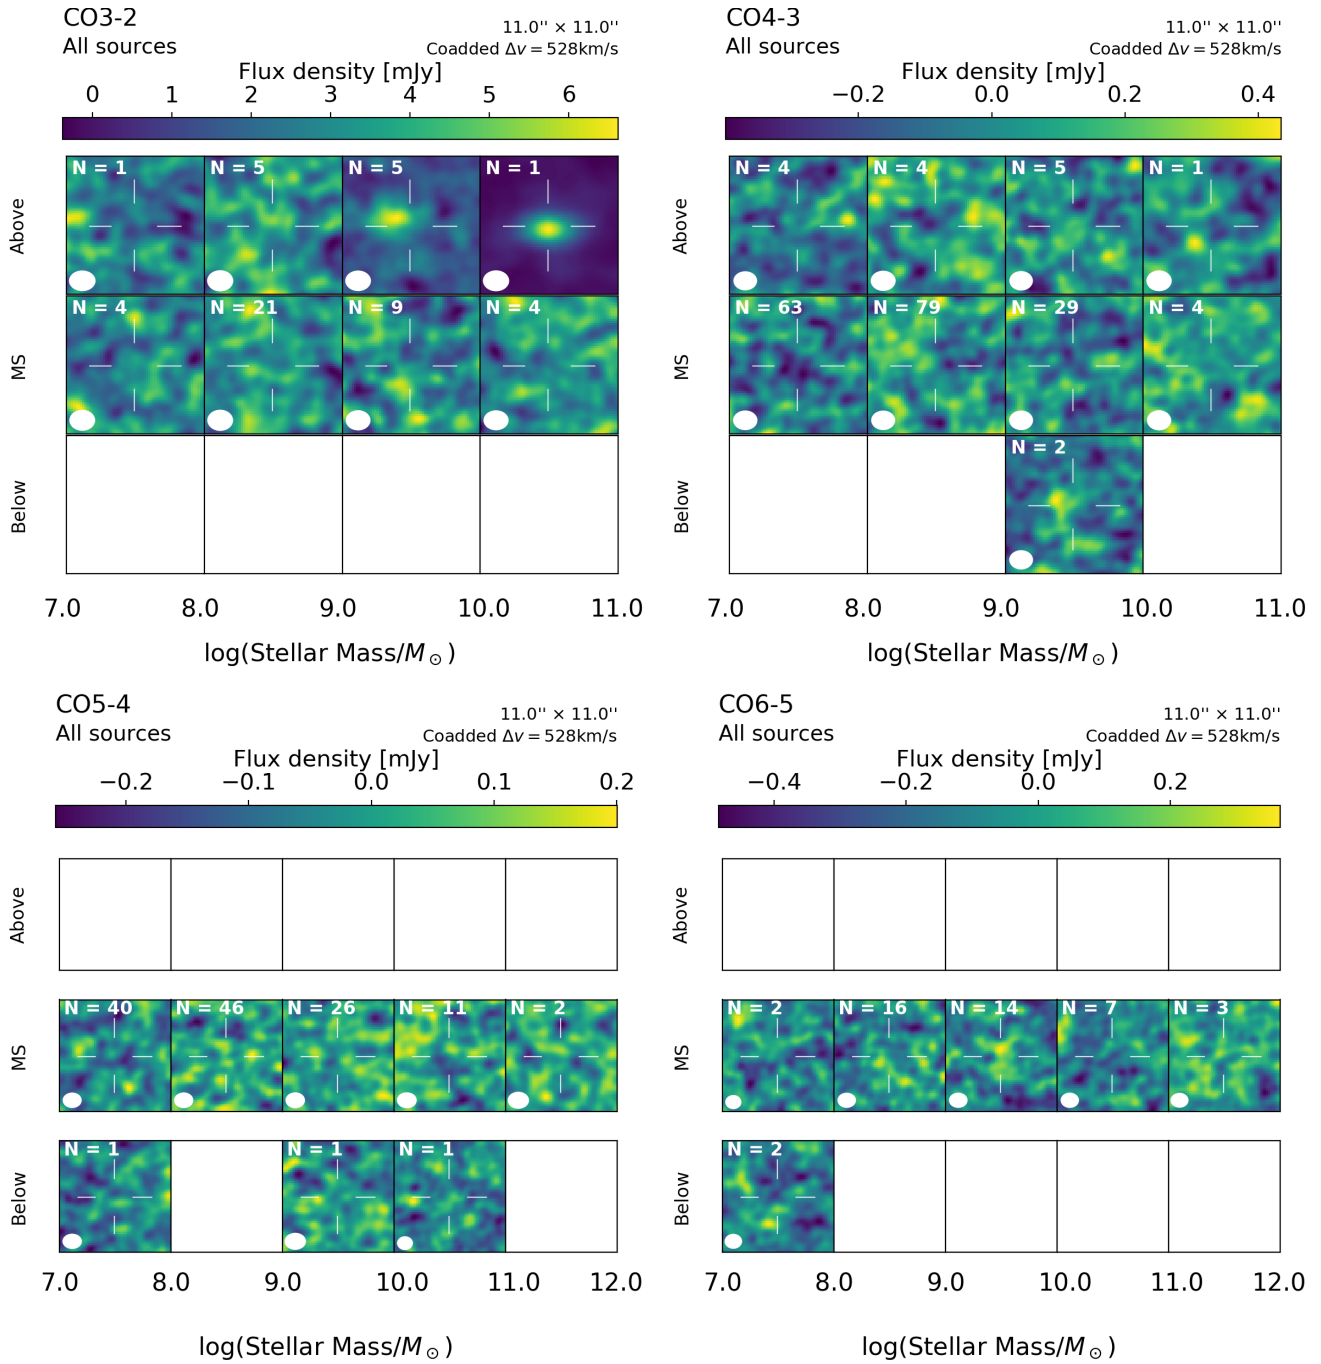 CO3-2
All sources
11.0'' × 11.0''
Coadded Δv = 528km/s
Flux density [mJy]
0 1 2 3 4 5 6
Above
N = 1 N = 5 N = 5 N = 1
MS
N = 4 N = 21 N = 9 N = 4
Below
7.0 8.0 9.0 10.0 11.0
log(Stellar Mass/M⊙)
CO4-3
All sources
11.0'' × 11.0''
Coadded Δv = 528km/s
Flux density [mJy]
−0.2 0.0 0.2 0.4
Above
N = 4 N = 4 N = 5 N = 1
MS
N = 63 N = 79 N = 29 N = 4
Below
N = 2
7.0 8.0 9.0 10.0 11.0
log(Stellar Mass/M⊙)
CO5-4
All sources
11.0'' × 11.0''
Coadded Δv = 528km/s
Flux density [mJy]
−0.2 −0.1 0.0 0.1 0.2
Above
MS
N = 40 N = 46 N = 26 N = 11 N = 2
Below
N = 1 N = 1 N = 1
7.0 8.0 9.0 10.0 11.0 12.0
log(Stellar Mass/M⊙)
CO6-5
All sources
11.0'' × 11.0''
Coadded Δv = 528km/s
Flux density [mJy]
−0.4 −0.2 0.0 0.2
Above
MS
N = 2 N = 16 N = 14 N = 7 N = 3
Below
N = 2
7.0 8.0 9.0 10.0 11.0 12.0
log(Stellar Mass/M⊙)